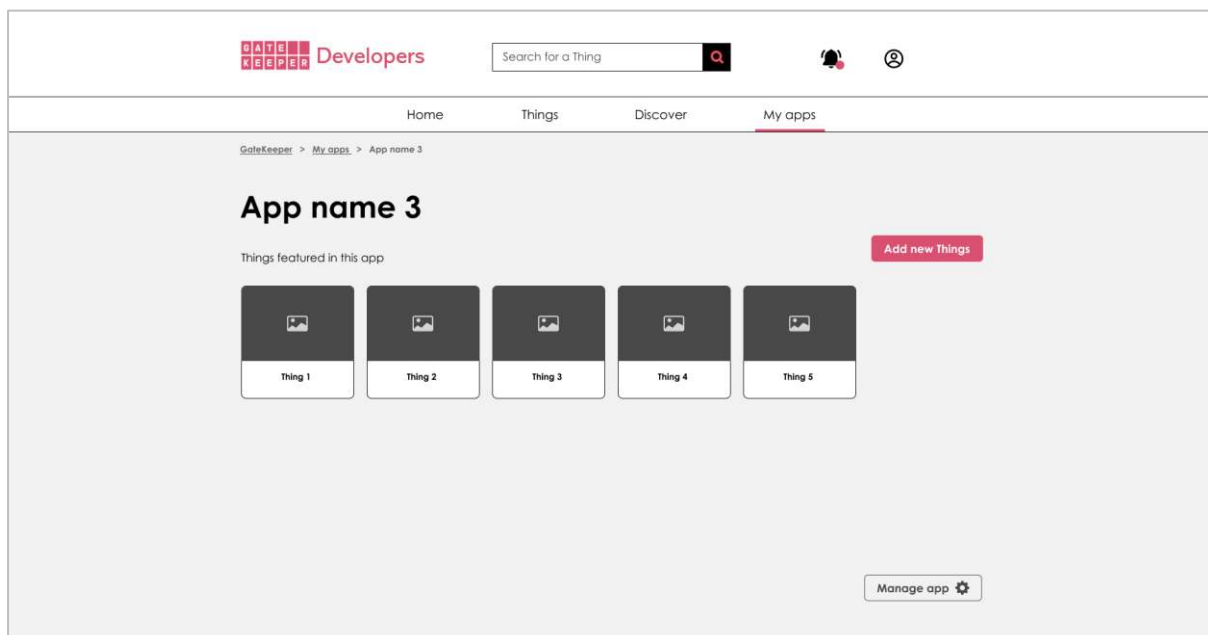 GATE
KEEPER
Developers
Search for a Thing
Home Things Discover My apps
GateKeeper > My apps > App name 3
App name 3
Add new Things
Things featured in this app
Thing 1 Thing 2 Thing 3 Thing 4 Thing 5
Manage app